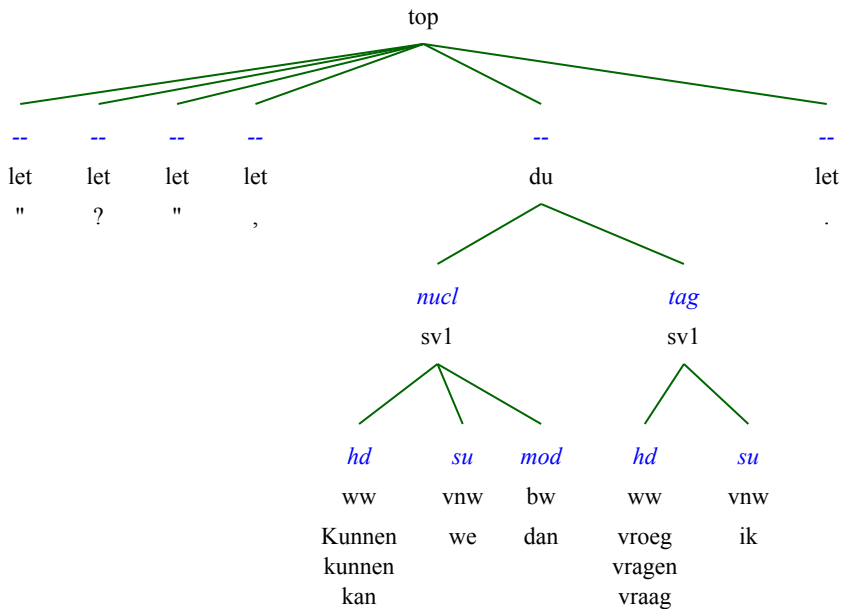 top
-- -- -- -- -- --
let let let let du let
" ? " , .
nucl tag
sv1 sv1
hd su mod hd su
ww vnw bw ww vnw
Kunnen we dan vroeg ik
kunnen vragen
kan vraag